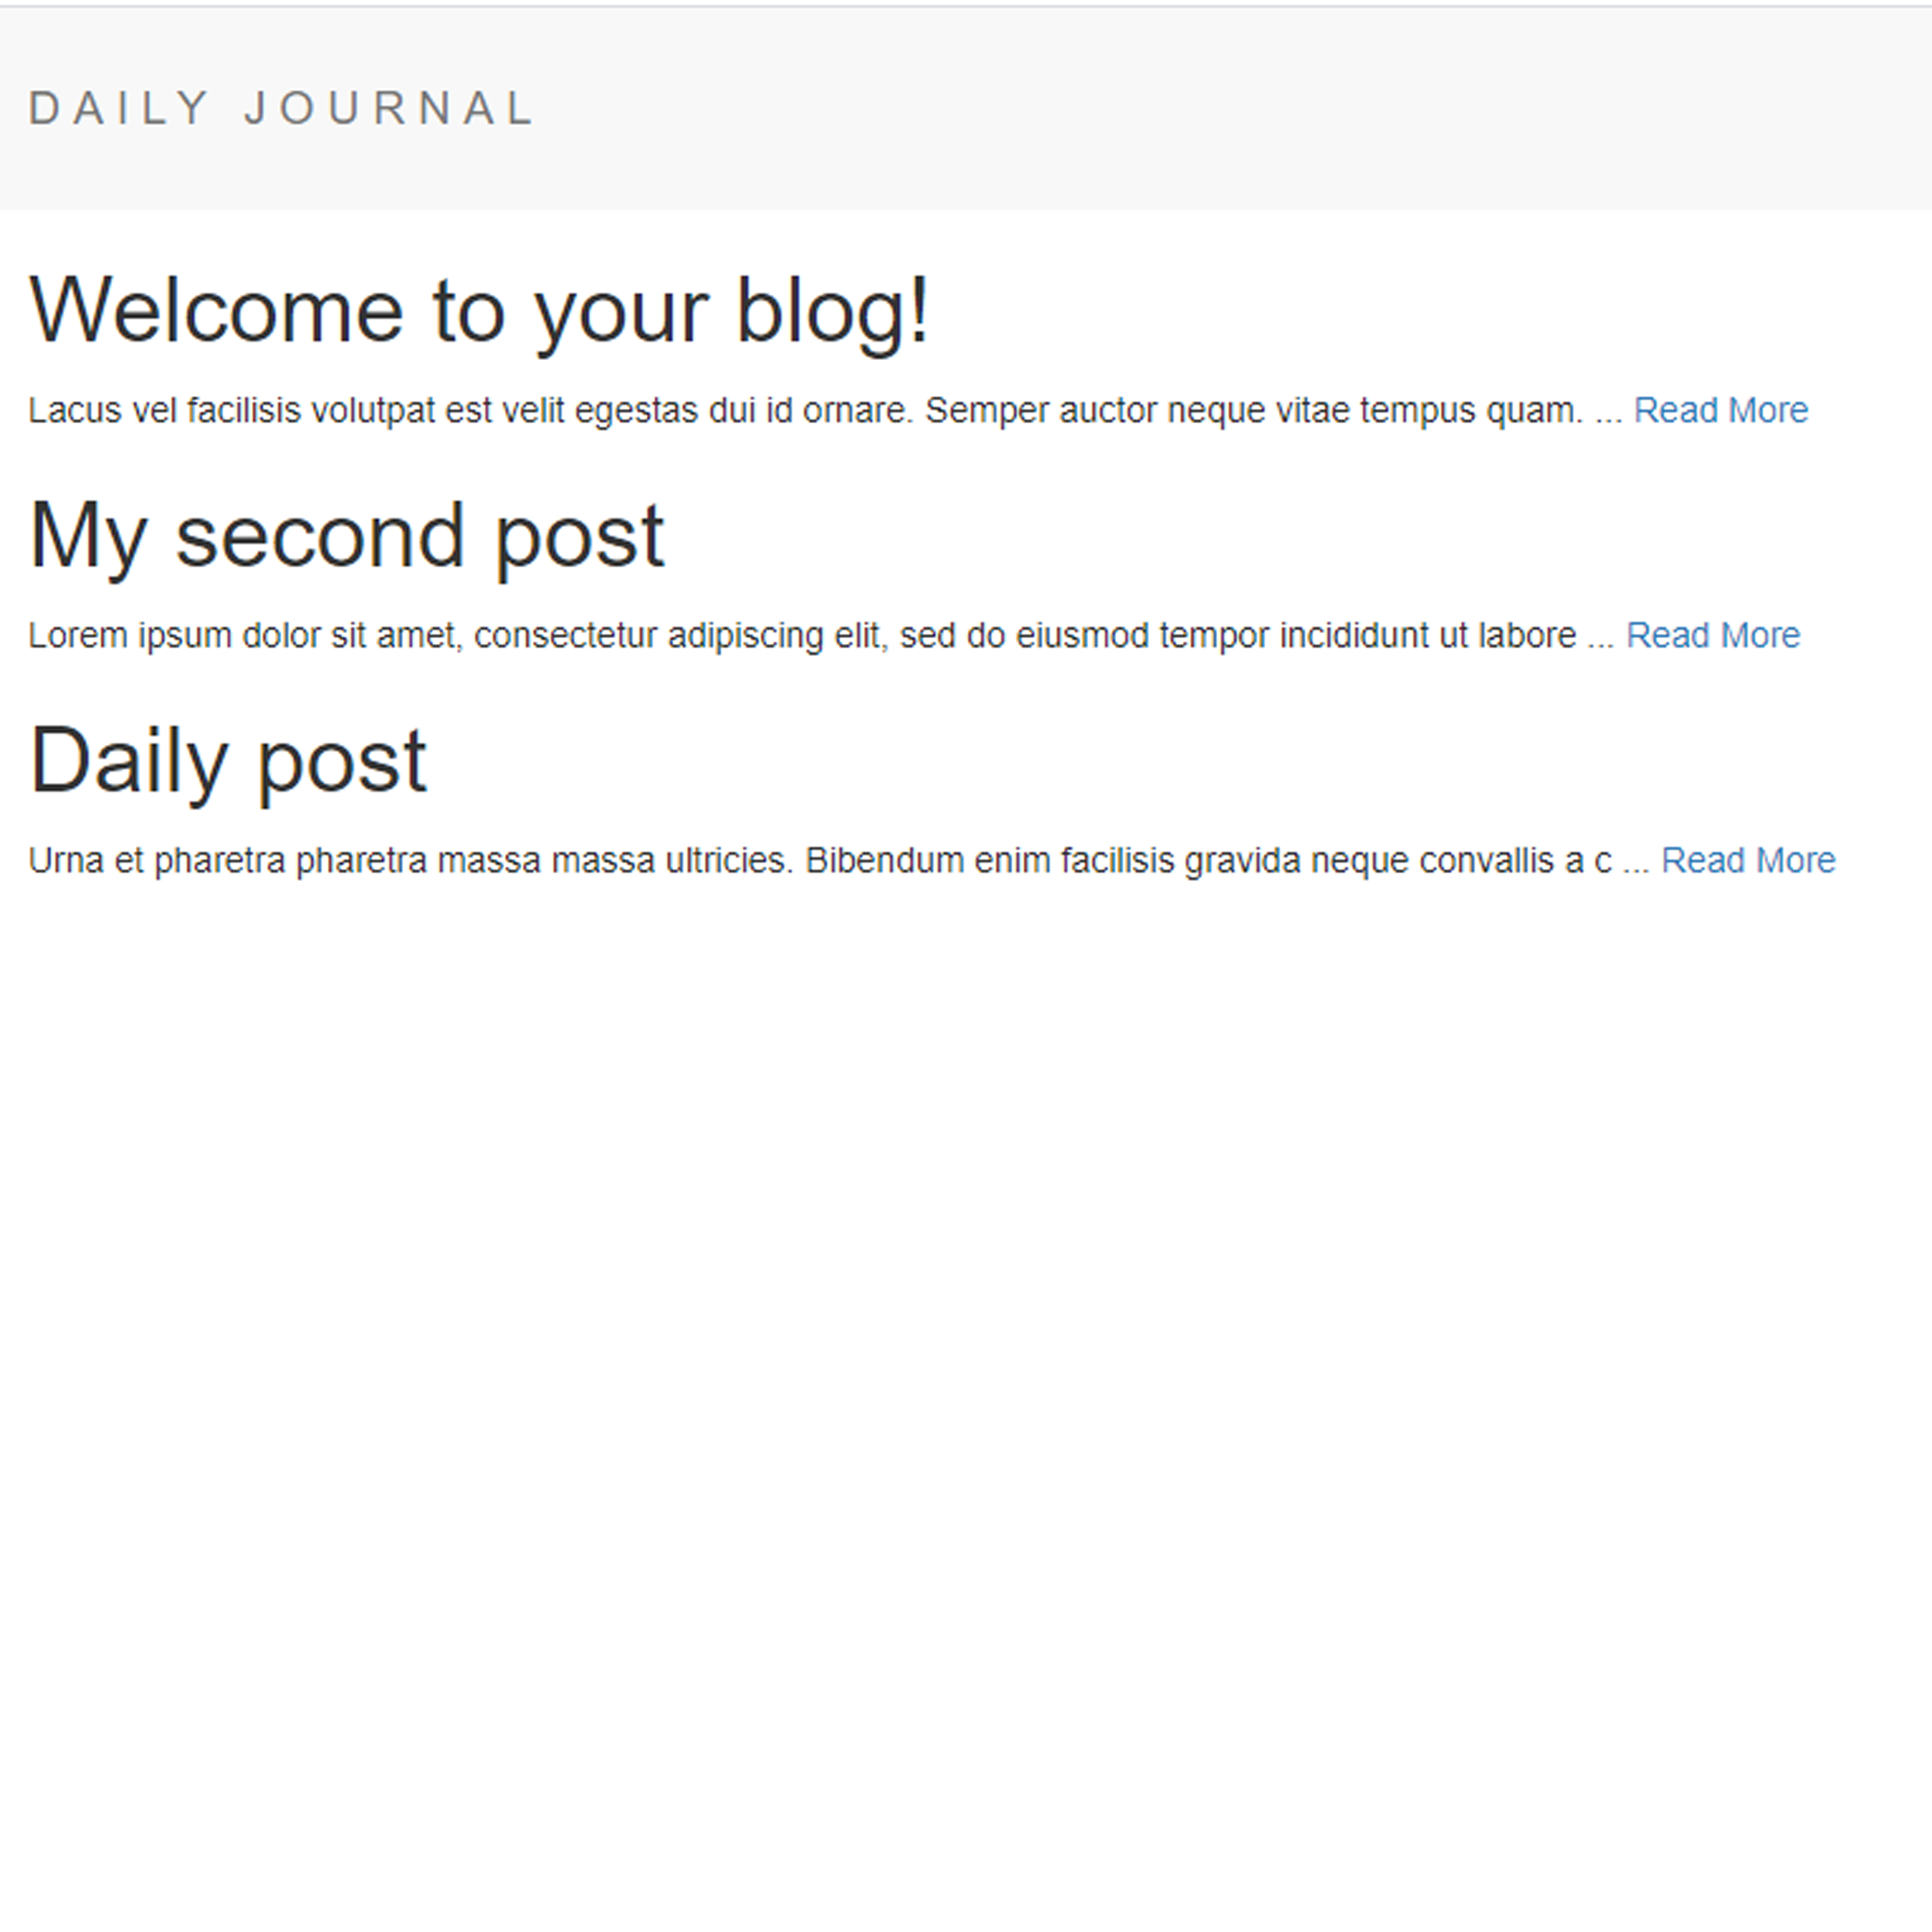 DAILY JOURNAL
Welcome to your blog!
Lacus vel facilisis volutpat est velit egestas dui id ornare. Semper auctor neque vitae tempus quam. ... Read More
My second post
Lorem ipsum dolor sit amet, consectetur adipiscing elit, sed do eiusmod tempor incididunt ut labore ... Read More
Daily post
Urna et pharetra pharetra massa massa ultricies. Bibendum enim facilisis gravida neque convallis a c ... Read More